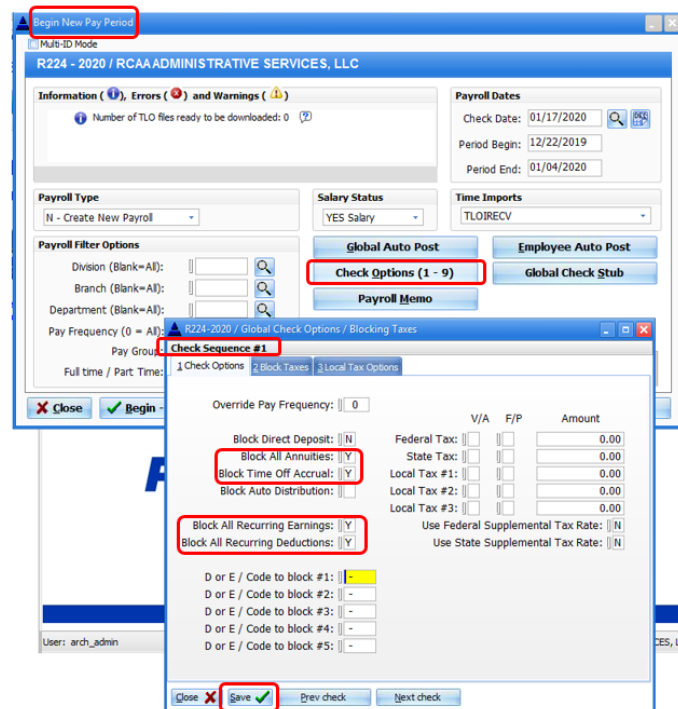 Begin New Pay Period
Multi-ID Mode
R224 - 2020 / RCAA ADMINISTRATIVE SERVICES, LLC
Information ( ), Errors ( ) and Warnings ( )
Number of TLO files ready to be downloaded: 0
Payroll Dates
Check Date: 01/17/2020
Period Begin: 12/22/2019
Period End: 01/04/2020
Payroll Type
N - Create New Payroll
Salary Status
YES Salary
Time Imports
TLOIRECV
Payroll Filter Options
Division (Blank=All):
Branch (Blank=All):
Department (Blank=All):
Pay Frequency (0 = All):
Pay Group:
Full time / Part Time:
Global Auto Post
Employee Auto Post
Check Options (1 - 9)
Global Check Stub
Payroll Memo
Close
Begin -
R224-2020 / Global Check Options / Blocking Taxes
Check Sequence #1
1 Check Options 2 Block Taxes 3 Local Tax Options
Override Pay Frequency: 0
V/A F/P Amount
Block Direct Deposit: N Federal Tax: 0.00
Block All Annuities: Y State Tax: 0.00
Block Time Off Accrual: Y Local Tax #1: 0.00
Block Auto Distribution: Local Tax #2: 0.00
Local Tax #3: 0.00
Block All Recurring Earnings: Y Use Federal Supplemental Tax Rate: N
Block All Recurring Deductions: Y Use State Supplemental Tax Rate: N
D or E / Code to block #1: -
D or E / Code to block #2: -
D or E / Code to block #3: -
D or E / Code to block #4: -
D or E / Code to block #5: -
Close Save Prev check Next check
User: arch_admin